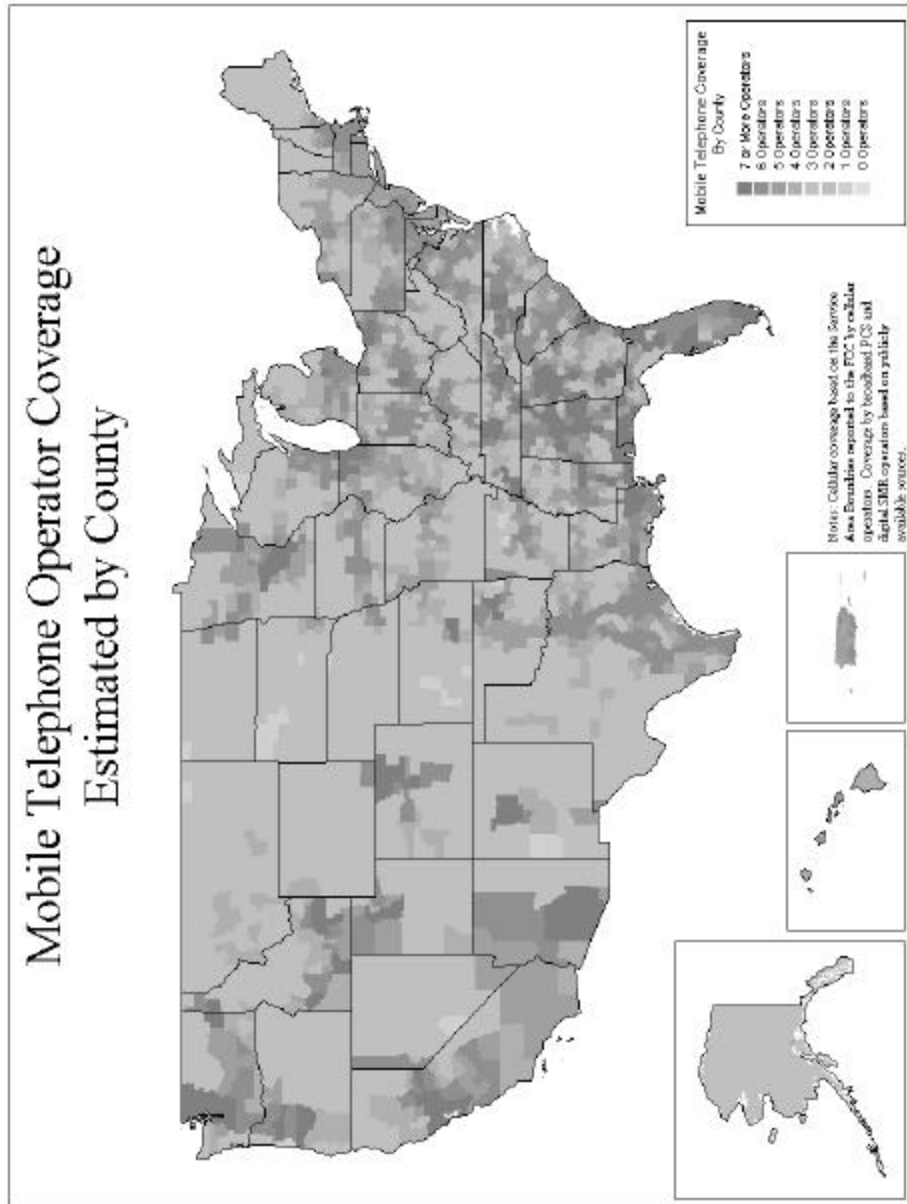 Mobile Telephone Operator Coverage
Estimated by County
Mobile Telephone Coverage
By County
7 or More Operators
6 Operators
5 Operators
4 Operators
3 Operators
2 Operators
1 Operators
0 Operators
Notes: Cellular coverage based on the Service
Area Boundries reported to the FCC by cellular
operators. Coverage by broadband PCS and
digital SMR operators based on publicly
available sources.